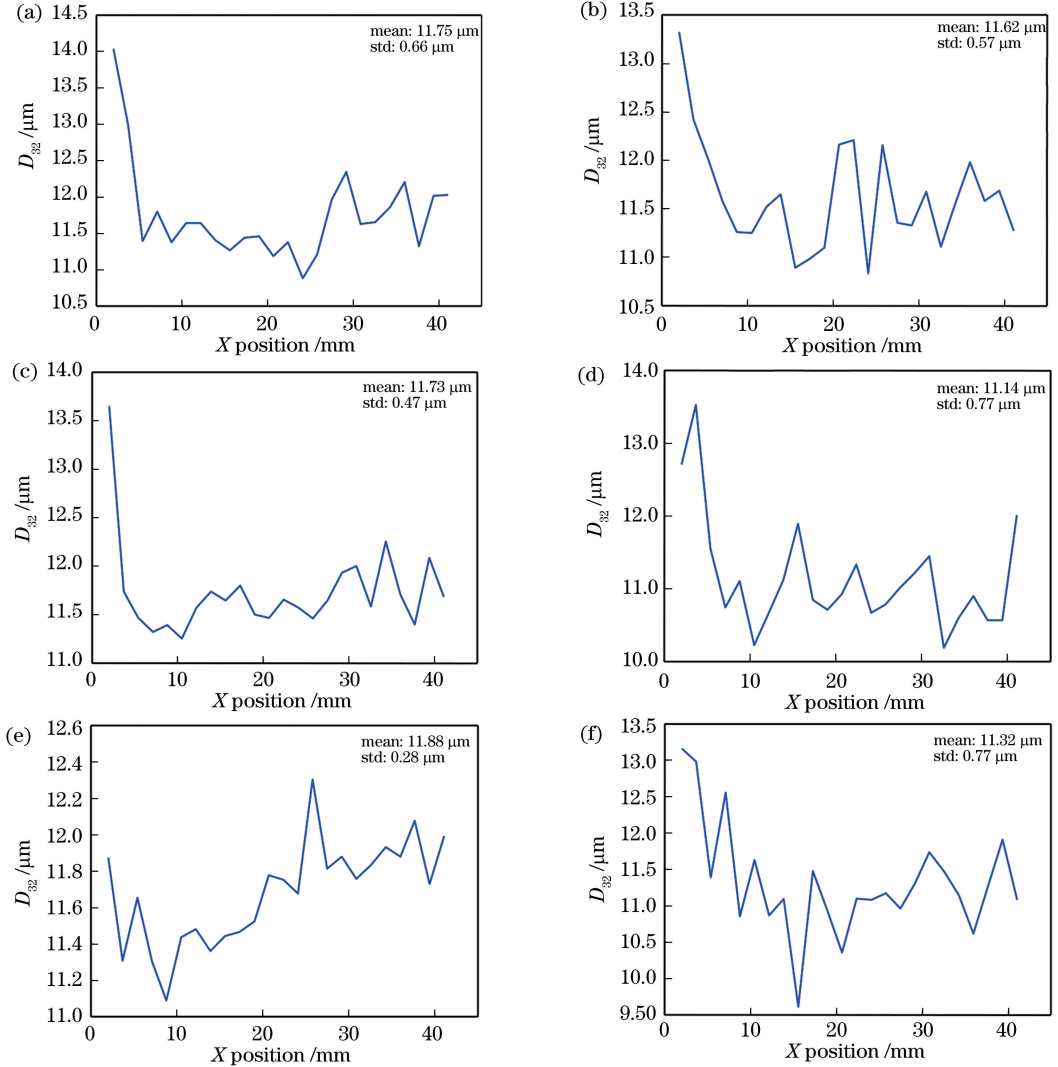 (a)
mean: 11.75 μm
std: 0.66 μm
14.5
14.0
13.5
13.0
12.5
12.0
11.5
11.0
10.5
D32 /μm
0 10 20 30 40
X position /mm
(b)
mean: 11.62 μm
std: 0.57 μm
13.5
13.0
12.5
12.0
11.5
11.0
10.5
D32 /μm
0 10 20 30 40
X position /mm
(c)
mean: 11.73 μm
std: 0.47 μm
14.0
13.5
13.0
12.5
12.0
11.5
11.0
D32 /μm
0 10 20 30 40
X position /mm
(d)
mean: 11.14 μm
std: 0.77 μm
14.0
13.0
12.0
11.0
10.0
D32 /μm
0 10 20 30 40
X position /mm
(e)
mean: 11.88 μm
std: 0.28 μm
12.6
12.4
12.2
12.0
11.8
11.6
11.4
11.2
11.0
D32 /μm
0 10 20 30 40
X position /mm
(f)
mean: 11.32 μm
std: 0.77 μm
13.5
13.0
12.5
12.0
11.5
11.0
10.5
10.0
9.50
D32 /μm
0 10 20 30 40
X position /mm